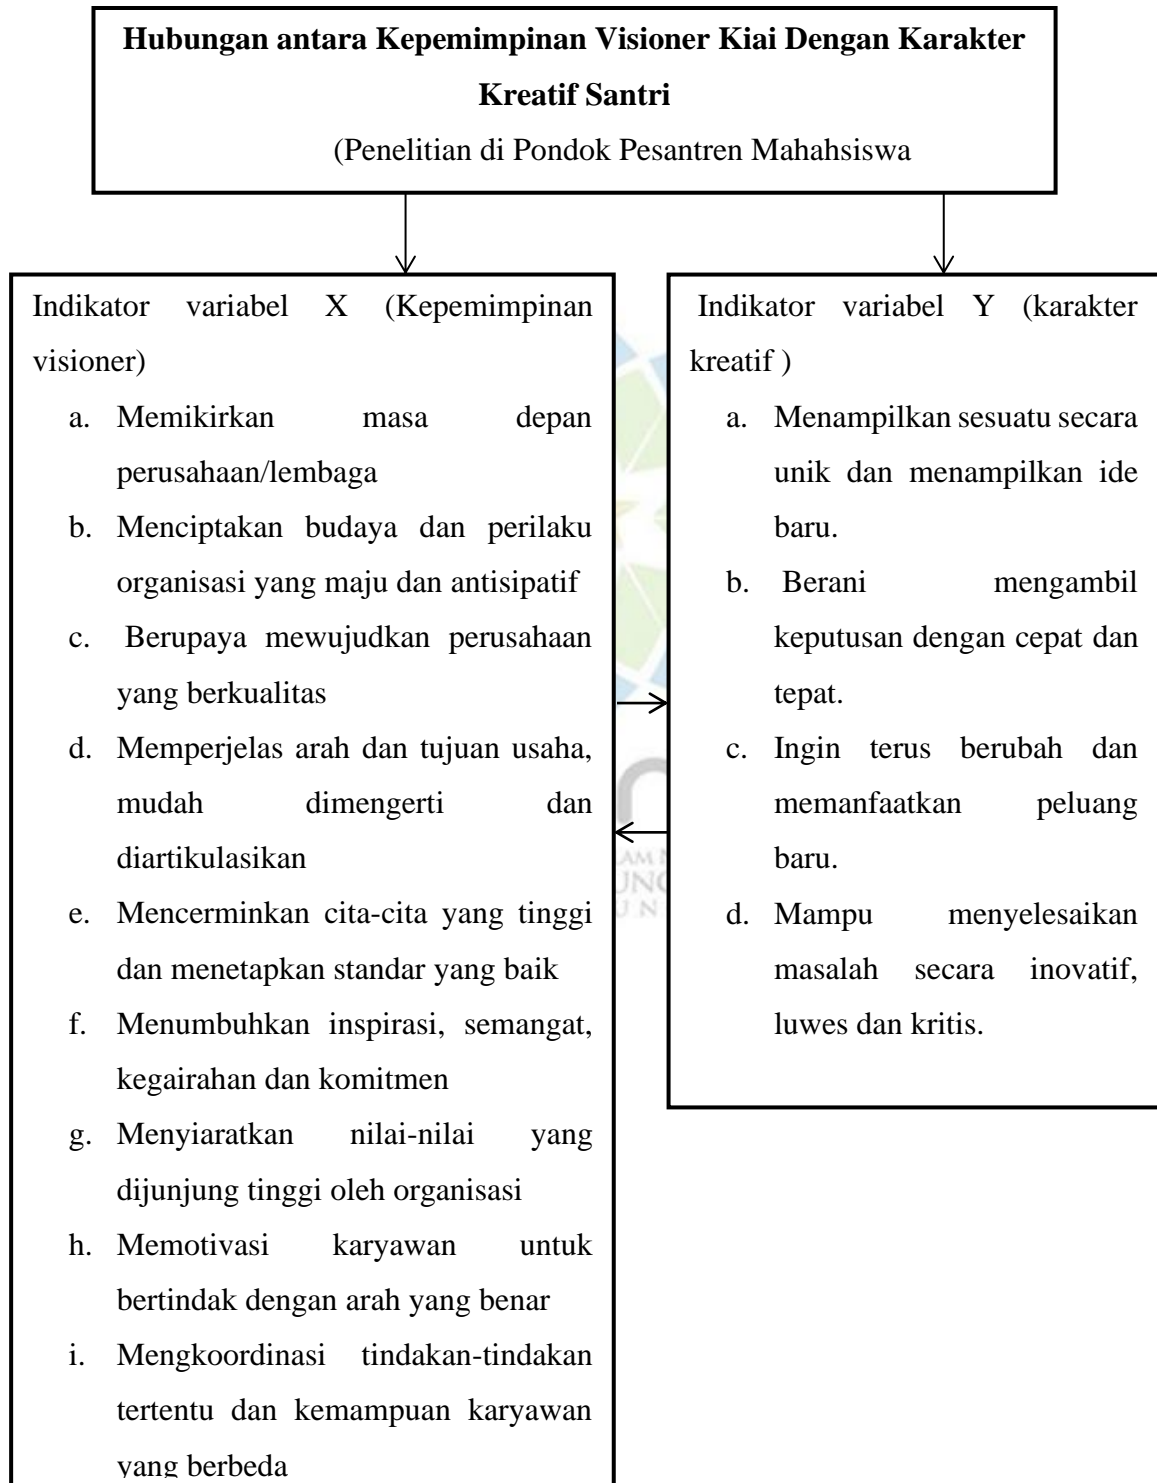 Hubungan antara Kepemimpinan Visioner Kiai Dengan Karakter
Kreatif Santri
(Penelitian di Pondok Pesantren Mahahsiswa
Indikator variabel X (Kepemimpinan
visioner)
a. Memikirkan masa depan
perusahaan/lembaga
b. Menciptakan budaya dan perilaku
organisasi yang maju dan antisipatif
c. Berupaya mewujudkan perusahaan
yang berkualitas
d. Memperjelas arah dan tujuan usaha,
mudah dimengerti dan
diartikulasikan
e. Mencerminkan cita-cita yang tinggi
dan menetapkan standar yang baik
f. Menumbuhkan inspirasi, semangat,
kegairahan dan komitmen
g. Menyiaratkan nilai-nilai yang
dijunjung tinggi oleh organisasi
h. Memotivasi karyawan untuk
bertindak dengan arah yang benar
i. Mengkoordinasi tindakan-tindakan
tertentu dan kemampuan karyawan
yang berbeda
Indikator variabel Y (karakter
kreatif )
a. Menampilkan sesuatu secara
unik dan menampilkan ide
baru.
b. Berani mengambil
keputusan dengan cepat dan
tepat.
c. Ingin terus berubah dan
memanfaatkan peluang
baru.
d. Mampu menyelesaikan
masalah secara inovatif,
luwes dan kritis.